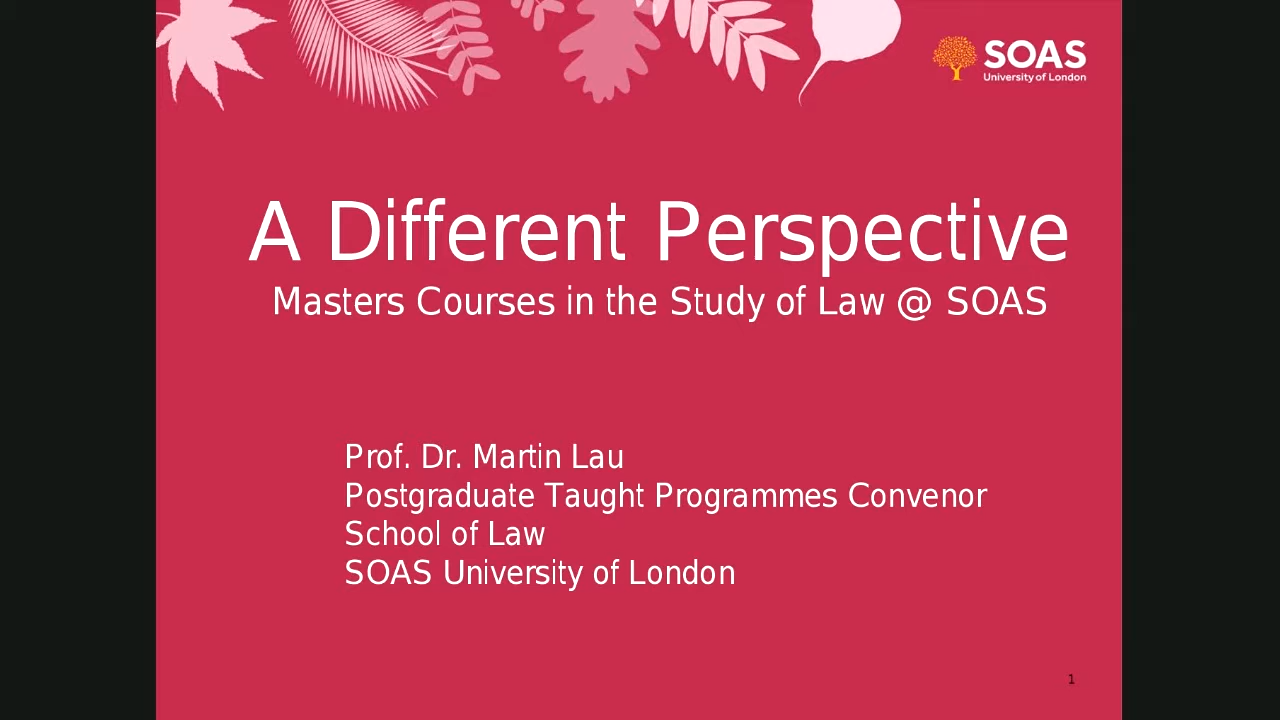 SOAS
University of London
A Different Perspective
Masters Courses in the Study of Law @ SOAS
Prof. Dr. Martin Lau
Postgraduate Taught Programmes Convenor
School of Law
SOAS University of London
1